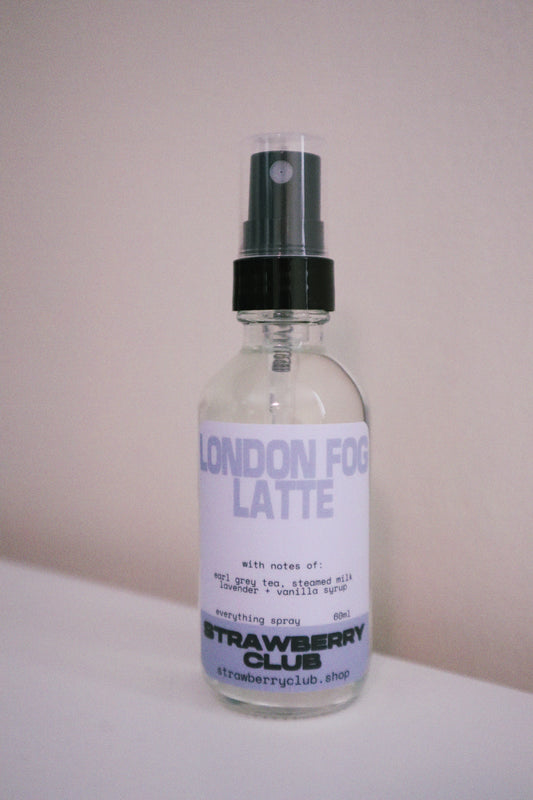 LONDON FOG
LATTE
with notes of:
earl grey tea, steamed milk
lavender + vanilla syrup
everything spray 60ml
STRAWBERRY
CLUB
strawberryclub.shop